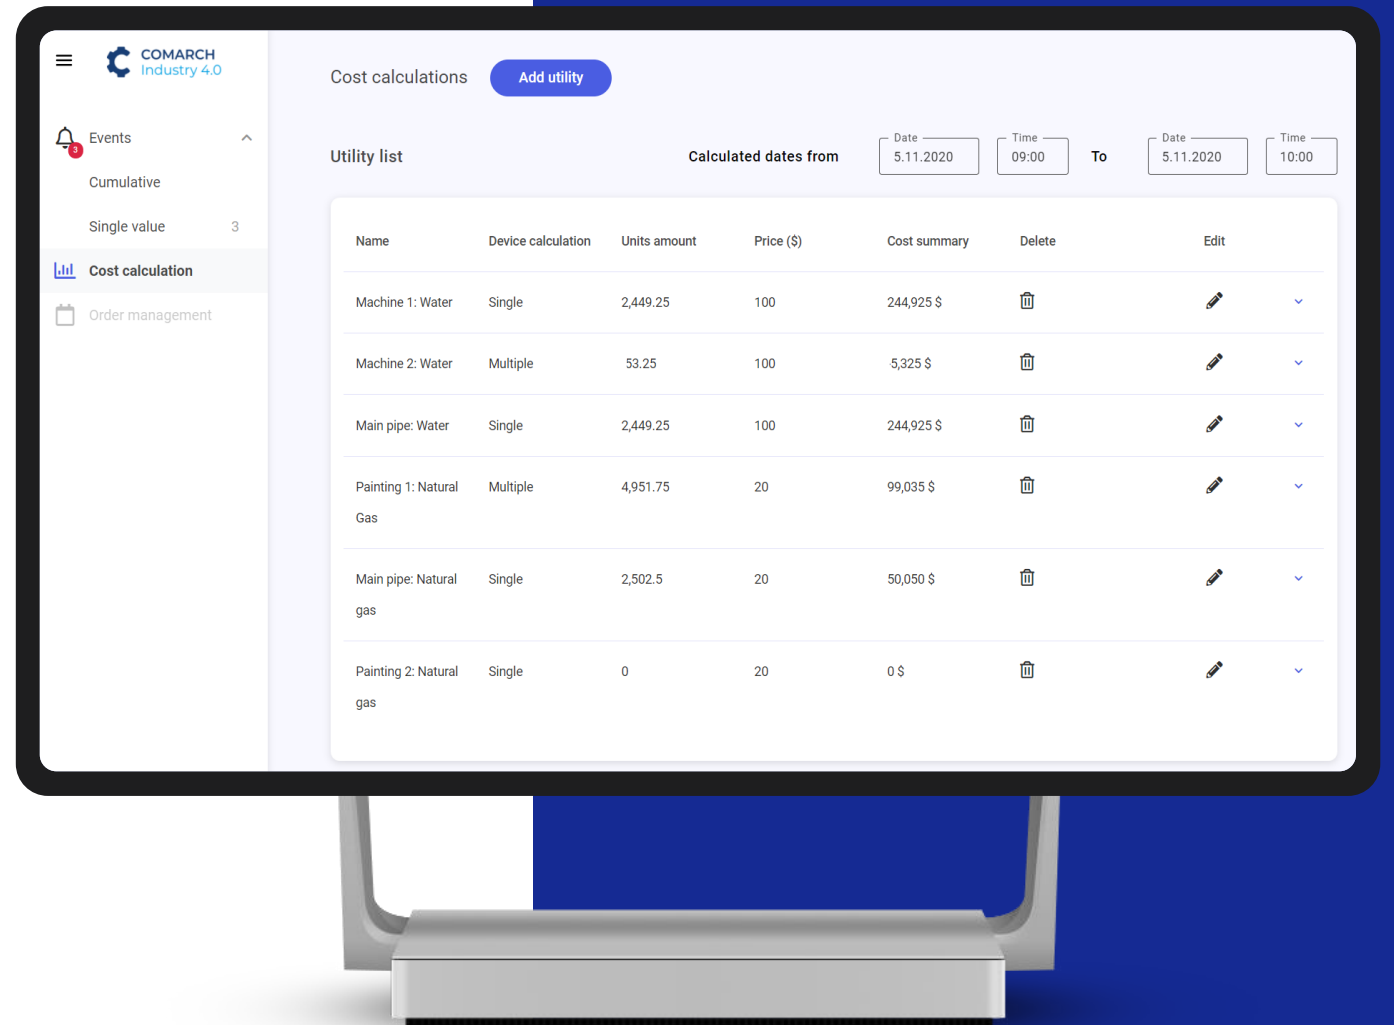 COMARCH
Industry 4.0
Events
3
Cumulative
Single value 3
Cost calculation
Order management
Cost calculations
Add utility
Utility list
Calculated dates from
Date
5.11.2020
Time
09:00
To
Date
5.11.2020
Time
10:00
Name Device calculation Units amount Price ($) Cost summary Delete Edit
Machine 1: Water Single 2,449.25 100 244,925 $
Machine 2: Water Multiple 53.25 100 5,325 $
Main pipe: Water Single 2,449.25 100 244,925 $
Painting 1: Natural Multiple 4,951.75 20 99,035 $
Gas
Main pipe: Natural Single 2,502.5 20 50,050 $
gas
Painting 2: Natural Single 0 20 0 $
gas